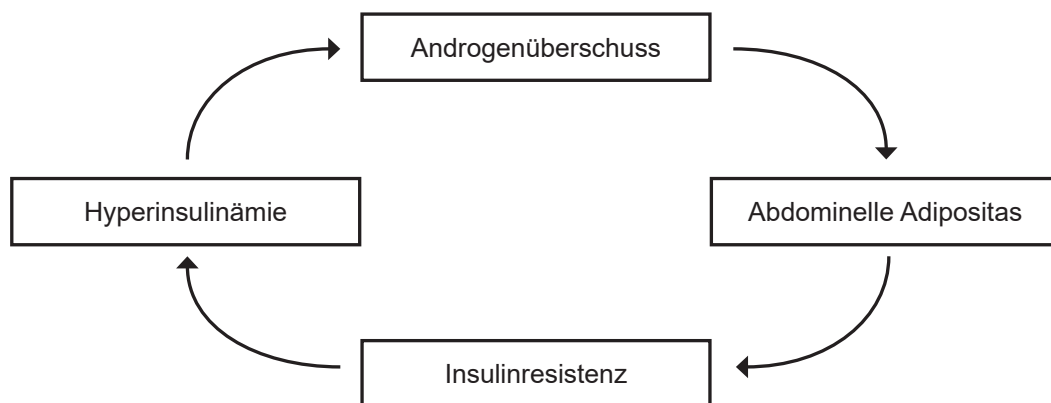 Androgenüberschuss
Hyperinsulinämie
Abdominelle Adipositas
Insulinresistenz